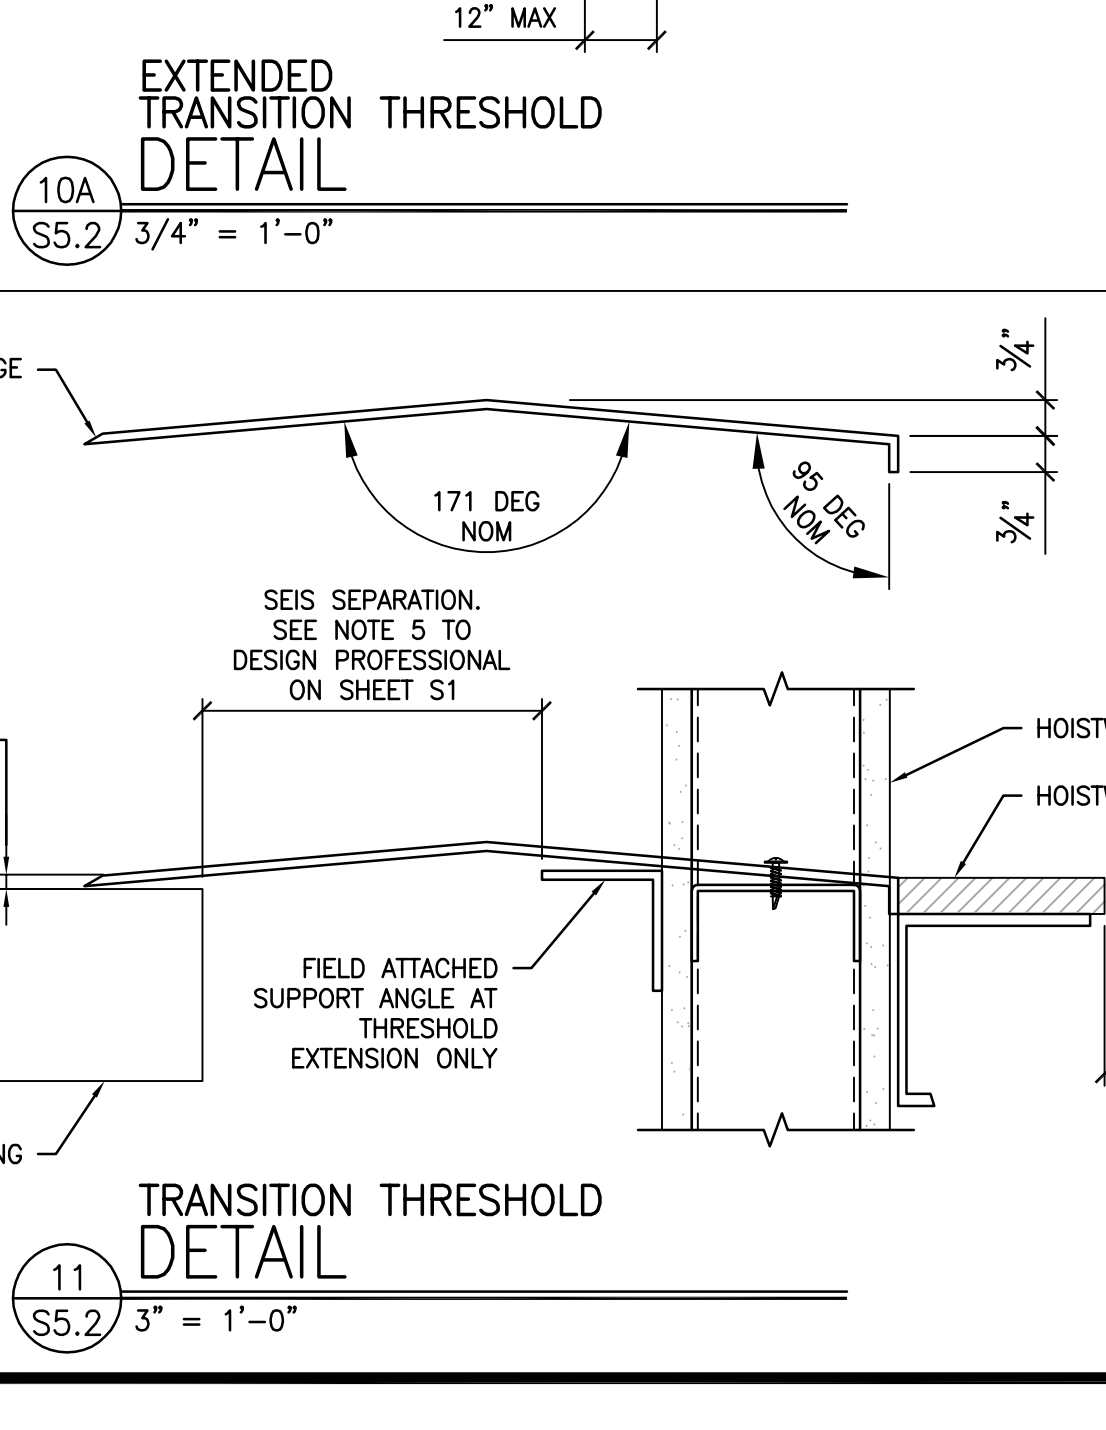 12” MAX
EXTENDED
TRANSITION THRESHOLD
DETAIL
10A
S5.2
3/4” = 1’-0”
3/4”
171 DEG
NOM
95 DEG
NOM
3/4”
SEIS SEPARATION.
SEE NOTE 5 TO
DESIGN PROFESSIONAL
ON SHEET S1
FIELD ATTACHED
SUPPORT ANGLE AT
THRESHOLD
EXTENSION ONLY
TRANSITION THRESHOLD
DETAIL
11
S5.2
3” = 1’-0”